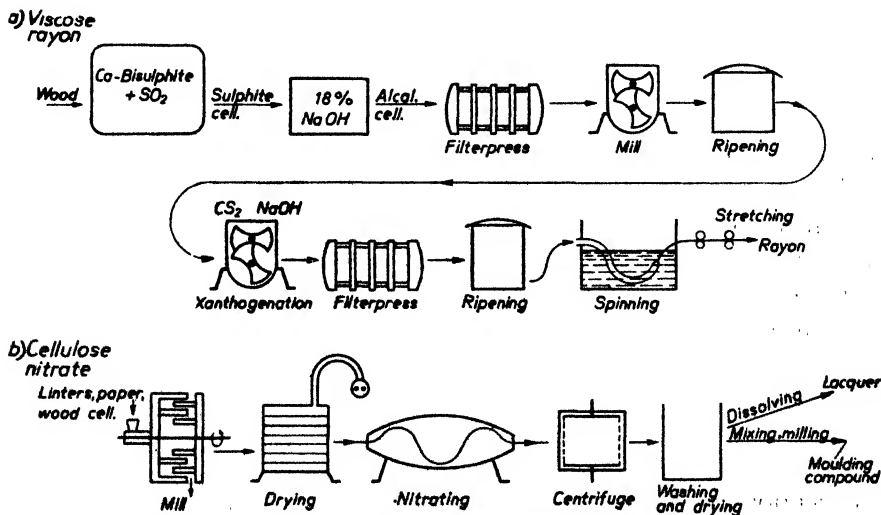 a) Viscose
rayon
Ca-Bisulphite
+ SO₂
Wood
Sulphite
cell.
18%
NaOH
Alcal.
cell.
Filterpress
Mill
Ripening
CS₂ NaOH
Xanthogenation
Filterpress
Ripening
Spinning
Stretching
Rayon
b) Cellulose
nitrate
Linters, paper,
wood cell.
Mill
Drying
Nitrating
Centrifuge
Washing
and drying
Dissolving
Lacquer
Mixing, milling
Moulding
compound